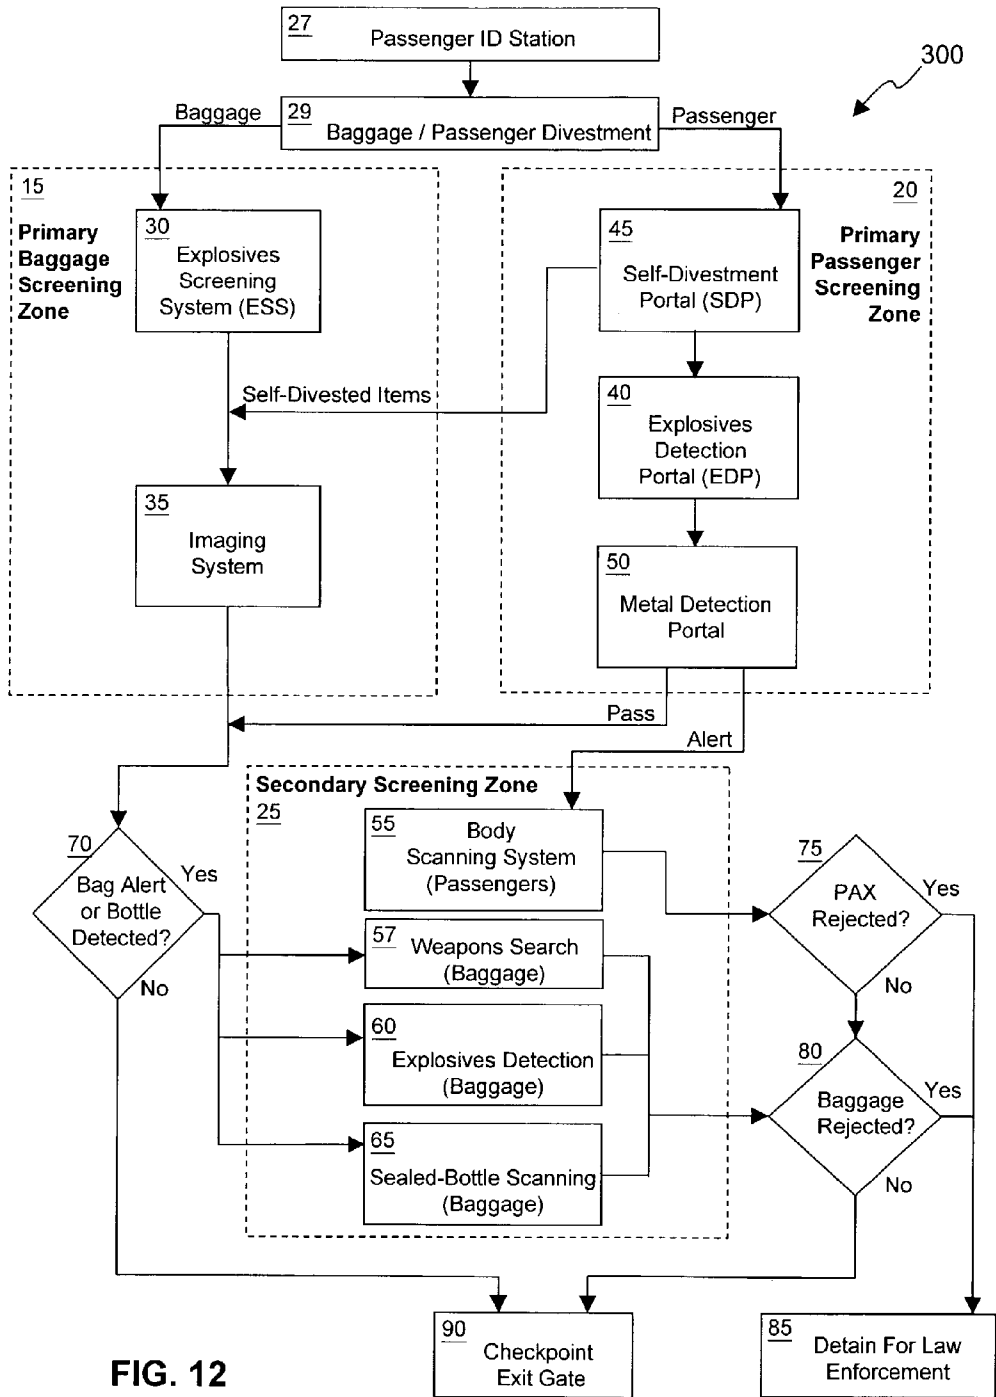 27
Passenger ID Station
300
Baggage
29
Baggage / Passenger Divestment
Passenger
15
Primary
Baggage
Screening
Zone
30
Explosives
Screening
System (ESS)
20
Primary
Passenger
Screening
Zone
45
Self-Divestment
Portal (SDP)
Self-Divested Items
40
Explosives
Detection
Portal (EDP)
35
Imaging
System
50
Metal Detection
Portal
Pass
Alert
Secondary Screening Zone
25
55
Body
Scanning System
(Passengers)
70
Bag Alert
or Bottle
Detected?
Yes
No
57
Weapons Search
(Baggage)
60
Explosives Detection
(Baggage)
65
Sealed-Bottle Scanning
(Baggage)
75
PAX
Rejected?
Yes
No
80
Baggage
Rejected?
Yes
No
90
Checkpoint
Exit Gate
85
Detain For Law
Enforcement
FIG. 12